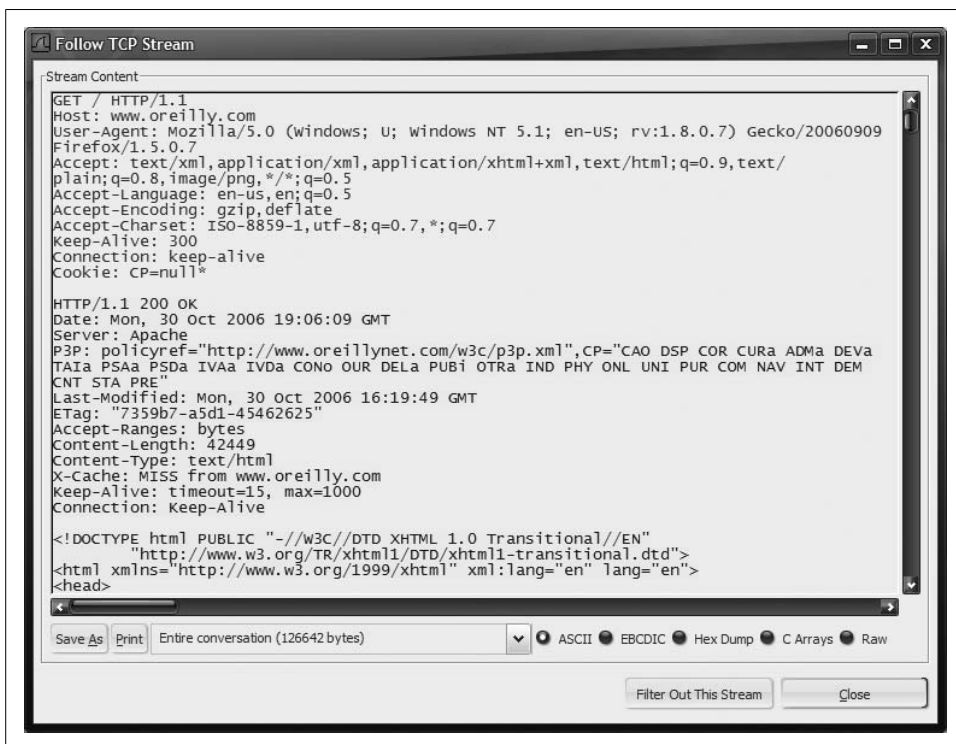 Follow TCP Stream
Stream Content
GET / HTTP/1.1
Host: www.oreilly.com
User-Agent: Mozilla/5.0 (Windows; U; Windows NT 5.1; en-US; rv:1.8.0.7) Gecko/20060909
Firefox/1.5.0.7
Accept: text/xml,application/xml,application/xhtml+xml,text/html;q=0.9,text/
plain;q=0.8,image/png,*/*;q=0.5
Accept-Language: en-us,en;q=0.5
Accept-Encoding: gzip,deflate
Accept-Charset: ISO-8859-1,utf-8;q=0.7,*;q=0.7
Keep-Alive: 300
Connection: keep-alive
Cookie: CP=null*

HTTP/1.1 200 OK
Date: Mon, 30 Oct 2006 19:06:09 GMT
Server: Apache
P3P: policyref="http://www.oreillynet.com/w3c/p3p.xml",CP="CAO DSP COR CURa ADMa DEVa
TAIa PSAa PSDa IVAa IVDa CONo OUR DELa PUBi OTRa IND PHY ONL UNI PUR COM NAV INT DEM
CNT STA PRE"
Last-Modified: Mon, 30 Oct 2006 16:19:49 GMT
ETag: "7359b7-a5d1-45462625"
Accept-Ranges: bytes
Content-Length: 42449
Content-Type: text/html
X-Cache: MISS from www.oreilly.com
Keep-Alive: timeout=15, max=1000
Connection: Keep-Alive

<!DOCTYPE html PUBLIC "-//W3C//DTD XHTML 1.0 Transitional//EN"
"http://www.w3.org/TR/xhtml1/DTD/xhtml1-transitional.dtd">
<html xmlns="http://www.w3.org/1999/xhtml" xml:lang="en" lang="en">
<head>
Save As Print Entire conversation (126642 bytes) ASCII EBCDIC Hex Dump C Arrays Raw
Filter Out This Stream Close